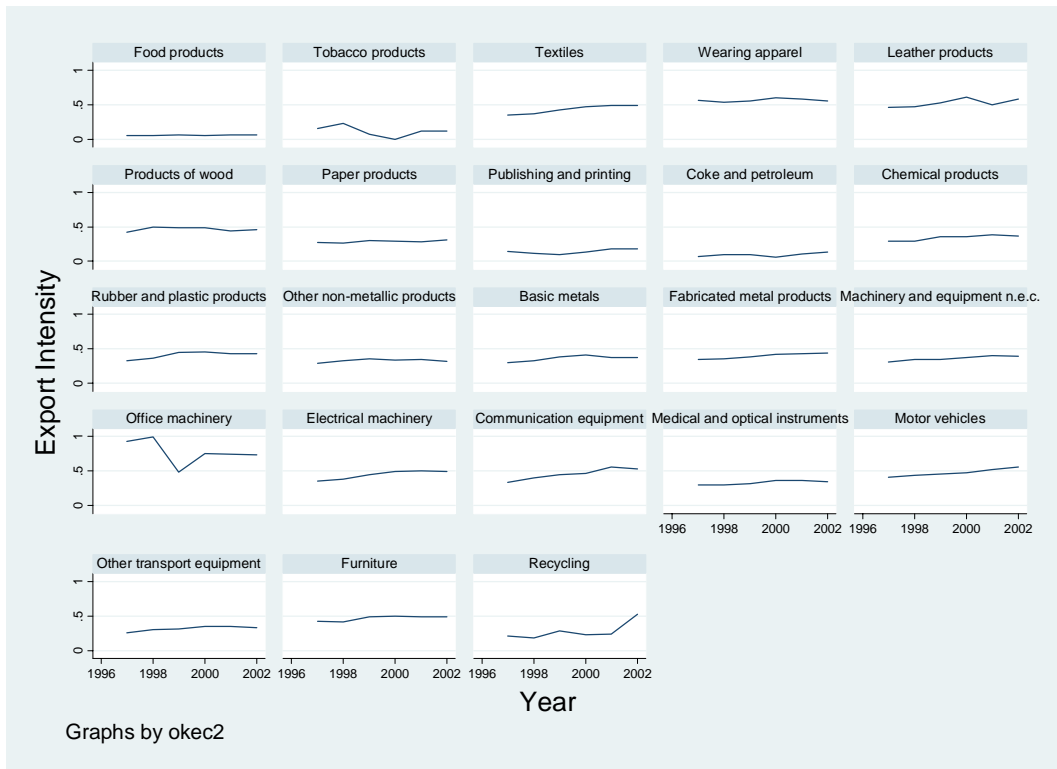 Food products
Tobacco products
Textiles
Wearing apparel
Leather products
0 .5 1
Products of wood
Paper products
Publishing and printing
Coke and petroleum
Chemical products
0 .5 1
Rubber and plastic products
Other non-metallic products
Basic metals
Fabricated metal products
Machinery and equipment n.e.c.
0 .5 1
Office machinery
Electrical machinery
Communication equipment
Medical and optical instruments
Motor vehicles
0 .5 1
1996 1998 2000 2002
1996 1998 2000 2002
Other transport equipment
Furniture
Recycling
0 .5 1
1996 1998 2000 2002
1996 1998 2000 2002
1996 1998 2000 2002
Export Intensity
Year
Graphs by okec2